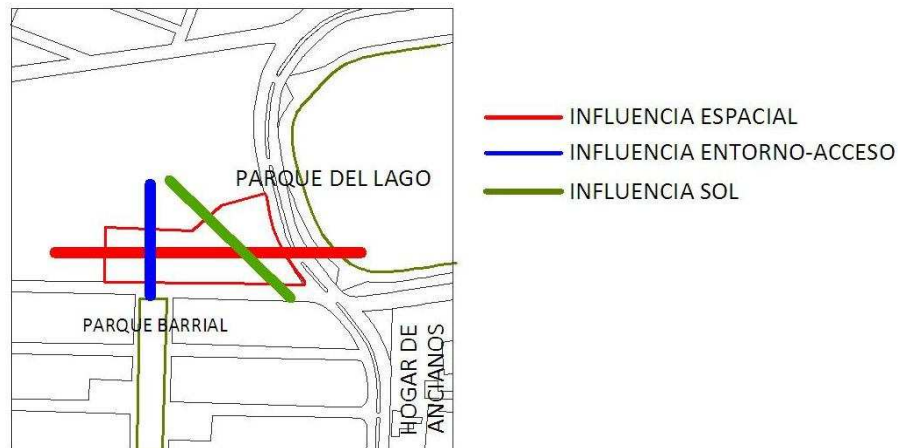 INFLUENCIA ESPACIAL
INFLUENCIA ENTORNO-ACCESO
INFLUENCIA SOL
PARQUE DEL LAGO
PARQUE BARRIAL
HOGAR DE
ANCIANOS